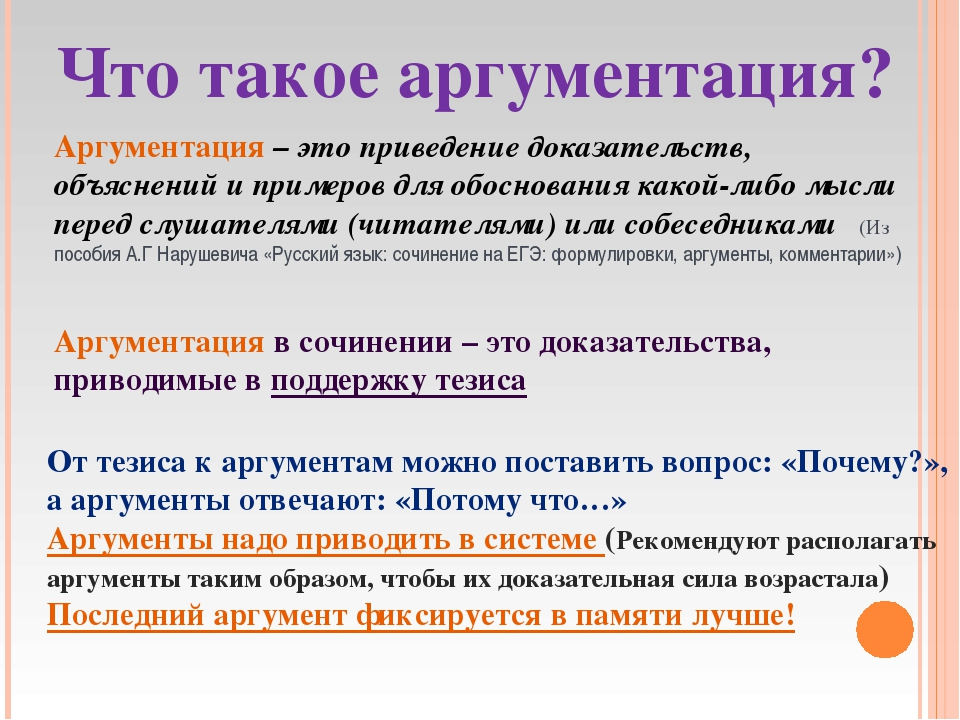 Что такое аргументация?
Аргументация – это приведение доказательств,
объяснений и примеров для обоснования какой-либо мысли
перед слушателями (читателями) или собеседниками (Из
пособия А.Г Нарушевича «Русский язык: сочинение на ЕГЭ: формулировки, аргументы, комментарии»)
Аргументация в сочинении – это доказательства,
приводимые в поддержку тезиса
От тезиса к аргументам можно поставить вопрос: «Почему?»,
а аргументы отвечают: «Потому что…»
Аргументы надо приводить в системе (Рекомендуют располагать
аргументы таким образом, чтобы их доказательная сила возрастала)
Последний аргумент фиксируется в памяти лучше!